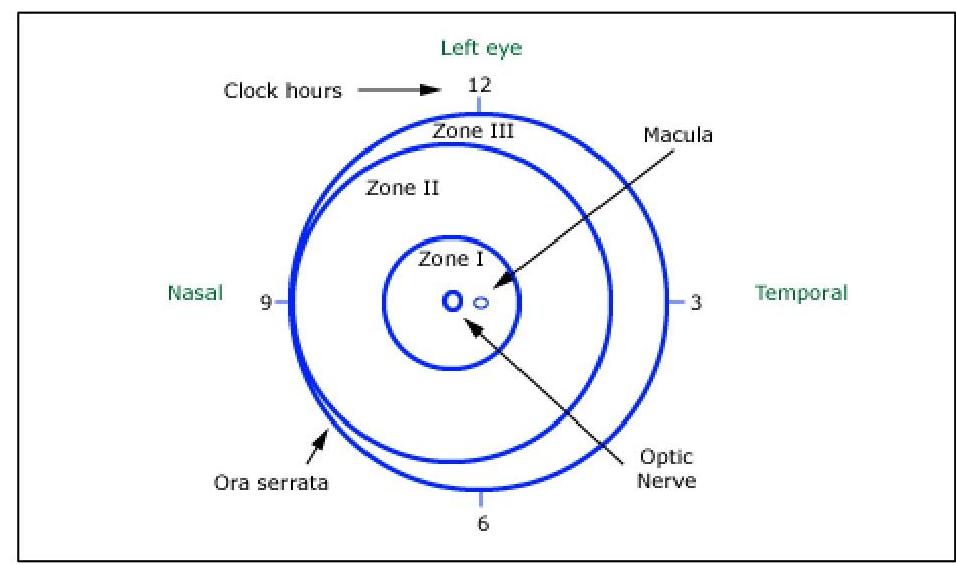 Left eye
Clock hours
12
Zone III
Macula
Zone II
Zone I
Nasal
9
3
Temporal
Ora serrata
Optic
Nerve
6